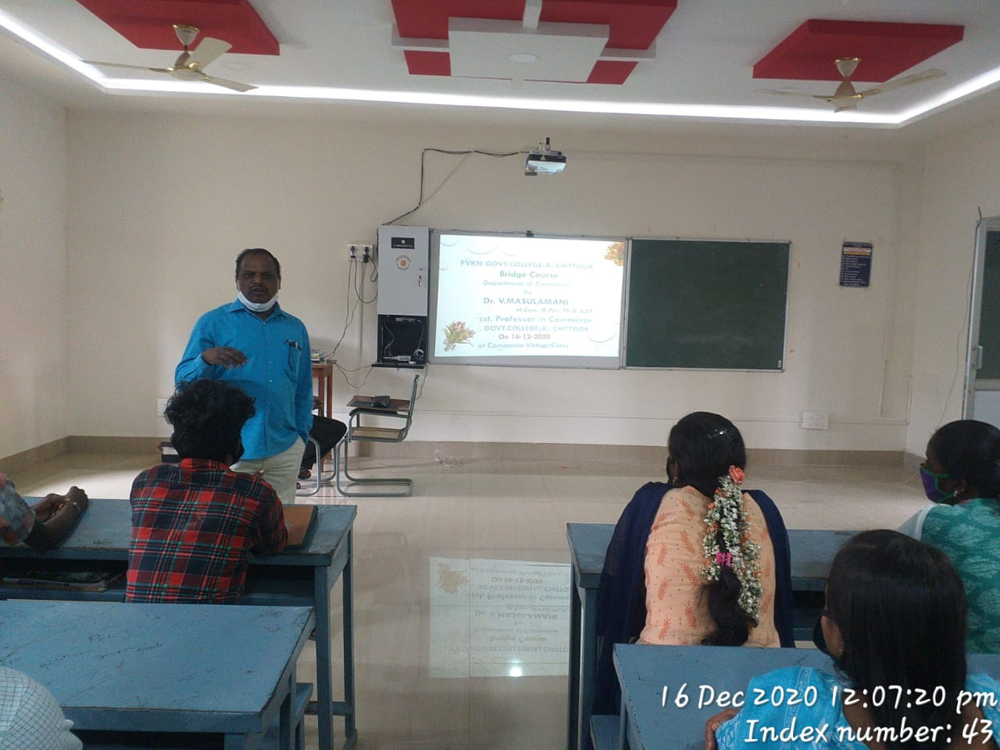 PVKN GOVT.COLLEGE(A) CHITTOOR
Bridge Course
Department of Commerce
by
Dr. V.MASULAMANI
M.Com, M.Phil, Ph.D, SLET
sst. Professor in Commerce
GOVT.COLLEGE(A), CHITTOOR
On 16-12-2020
at Commerce Virtual Class
16 Dec 2020 12:07:20 pm
Index number: 43